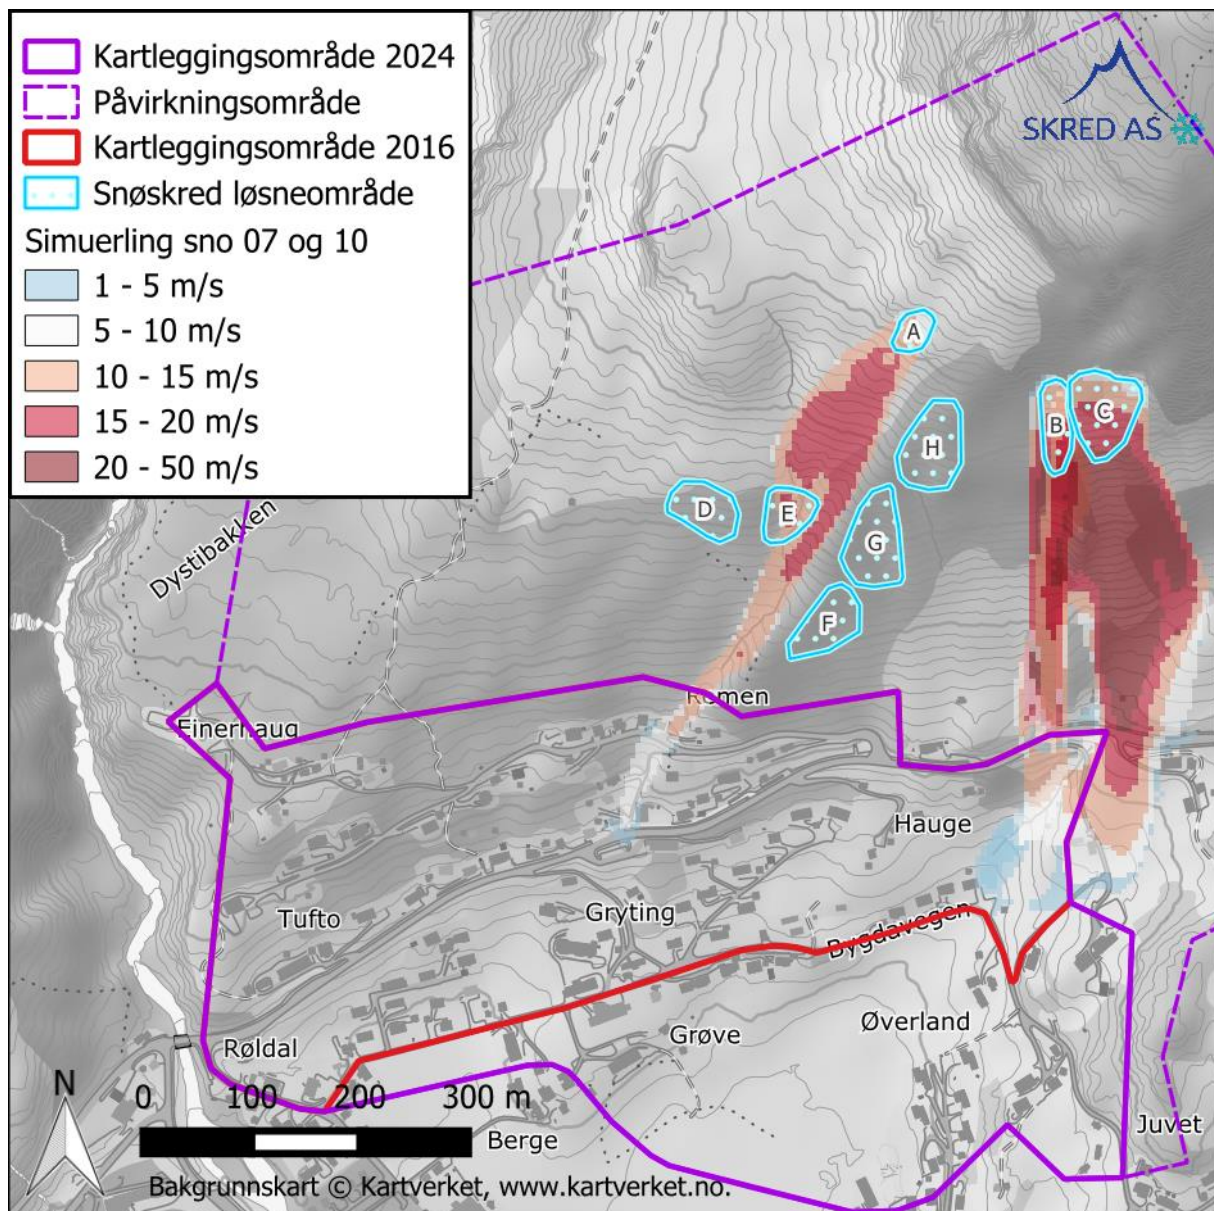 Kartleggingsområde 2024
Påvirkningsområde
Kartleggingsområde 2016
Snøskred løsneområde
Simuerling sno 07 og 10
1 - 5 m/s
5 - 10 m/s
10 - 15 m/s
15 - 20 m/s
20 - 50 m/s
SKRED AS
A
B
C
H
D
E
G
F
Dystibakken
Romen
Einerhaug
Hauge
Tufto
Gryting
Bygdavegen
Øverland
Grøve
Røldal
N
0 100 200 300 m
Berge
Juvet
Bakgrunnskart © Kartverket, www.kartverket.no.